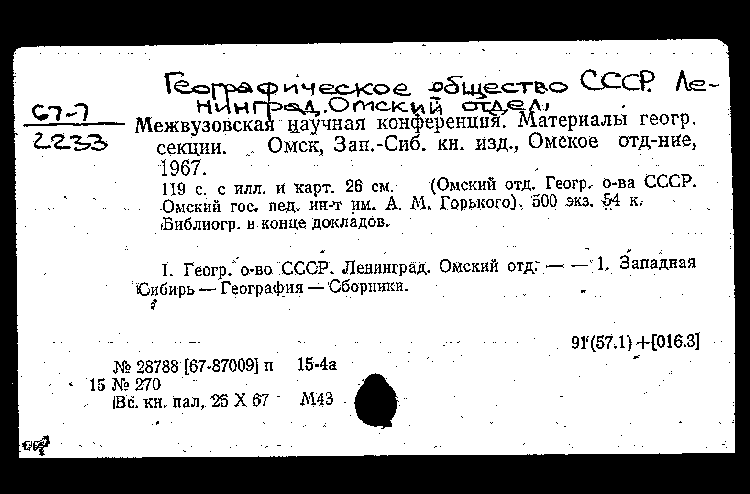 Географическое общество СССР. Ле-
нинград. Омский отдел.
67-7
2233
Межвузовская научная конференция. Материалы геогр.
секции. Омск, Зап.-Сиб. кн. изд., Омское отд-ние,
1967.
119 с. с илл. и карт. 26 см. (Омский отд. Геогр. о-ва СССР.
Омский гос. пед. ин-т им. А. М. Горького). 500 экз. 54 к.
Библиогр. в конце докладов.
I. Геогр. о-во СССР. Ленинград. Омский отд. — — 1. Западная
Сибирь — География — Сборники.
91(57.1)+[016.3]
№ 28788 [67-87009] п 15-4а
15 № 270
Вс. кн. пал. 25 X 67 М43